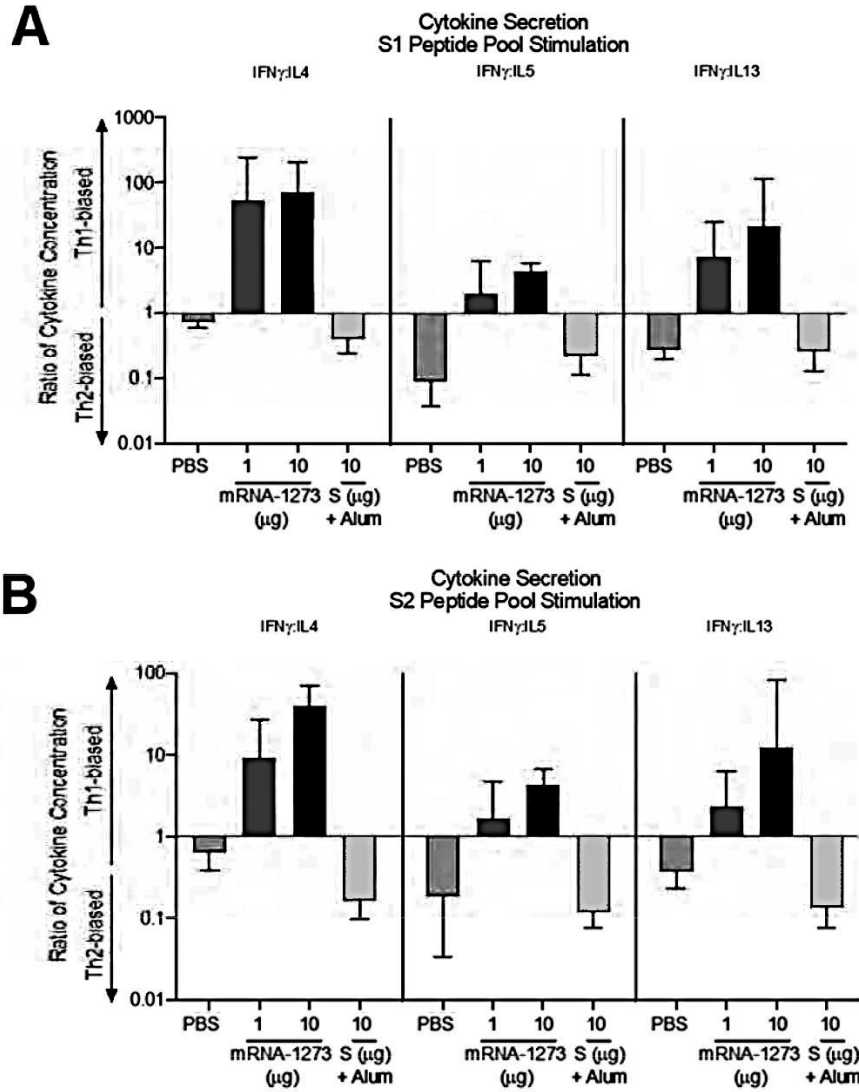 A
Cytokine Secretion
S1 Peptide Pool Stimulation
IFNγ:IL4 IFNγ:IL5 IFNγ:IL13
Ratio of Cytokine Concentration
Th1-biased
Th2-biased
1000
100
10
1
0.1
0.01
PBS 1 10 10 PBS 1 10 10 PBS 1 10 10
mRNA-1273 S (μg) mRNA-1273 S (μg) mRNA-1273 S (μg)
(μg) + Alum (μg) + Alum (μg) + Alum
B
Cytokine Secretion
S2 Peptide Pool Stimulation
IFNγ:IL4 IFNγ:IL5 IFNγ:IL13
Ratio of Cytokine Concentration
Th1-biased
Th2-biased
100
10
1
0.1
0.01
PBS 1 10 10 PBS 1 10 10 PBS 1 10 10
mRNA-1273 S (μg) mRNA-1273 S (μg) mRNA-1273 S (μg)
(μg) + Alum (μg) + Alum (μg) + Alum